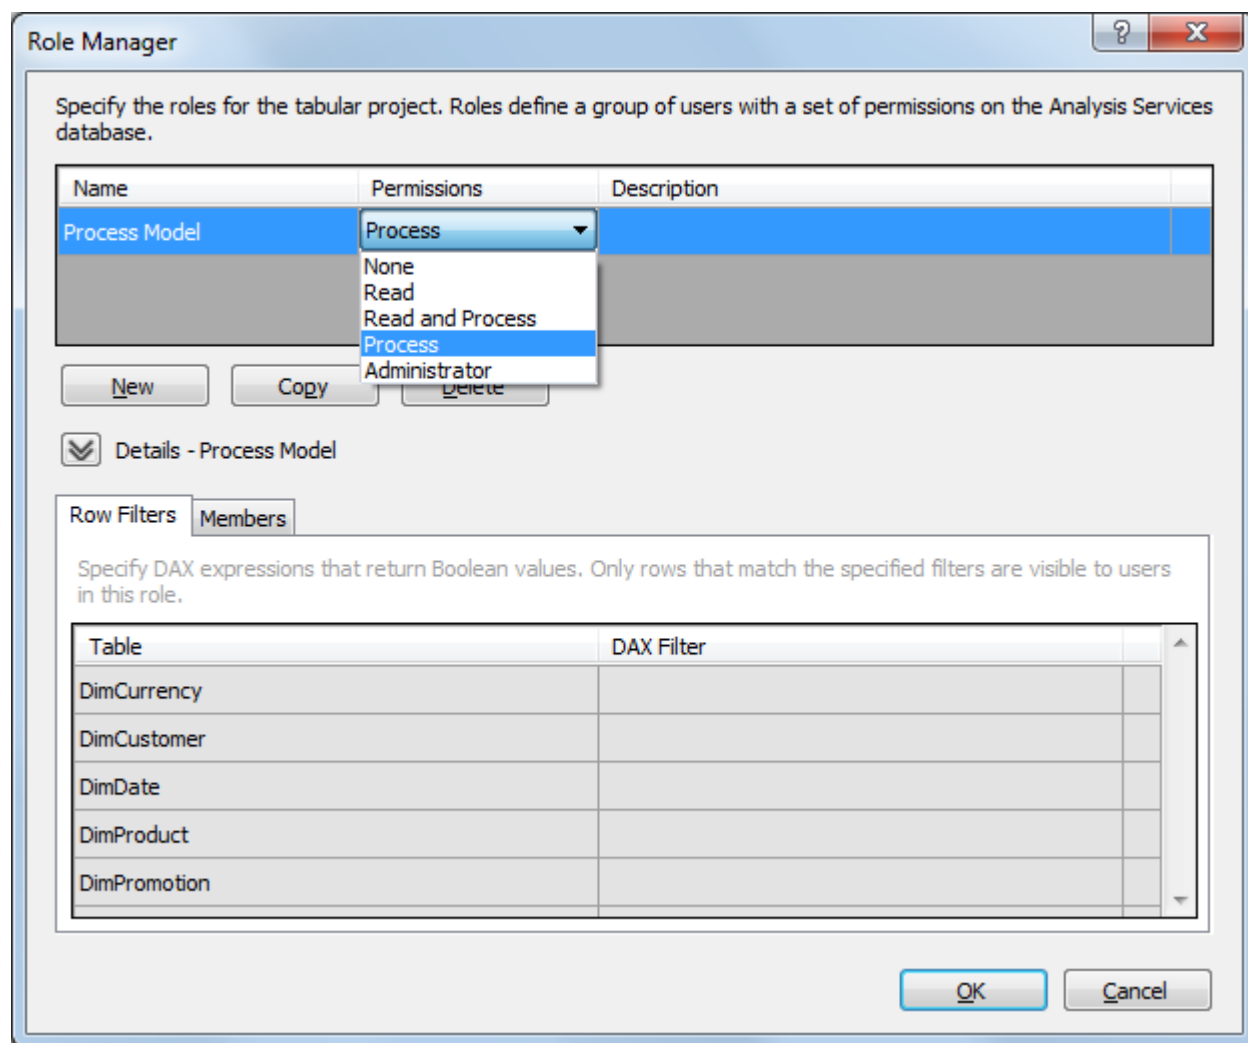 Role Manager
?
Specify the roles for the tabular project. Roles define a group of users with a set of permissions on the Analysis Services
database.
Name Permissions Description
Process Model Process
None
Read
Read and Process
Process
Administrator
New Copy Delete
Details - Process Model
Row Filters Members
Specify DAX expressions that return Boolean values. Only rows that match the specified filters are visible to users
in this role.
Table DAX Filter
DimCurrency
DimCustomer
DimDate
DimProduct
DimPromotion
OK Cancel